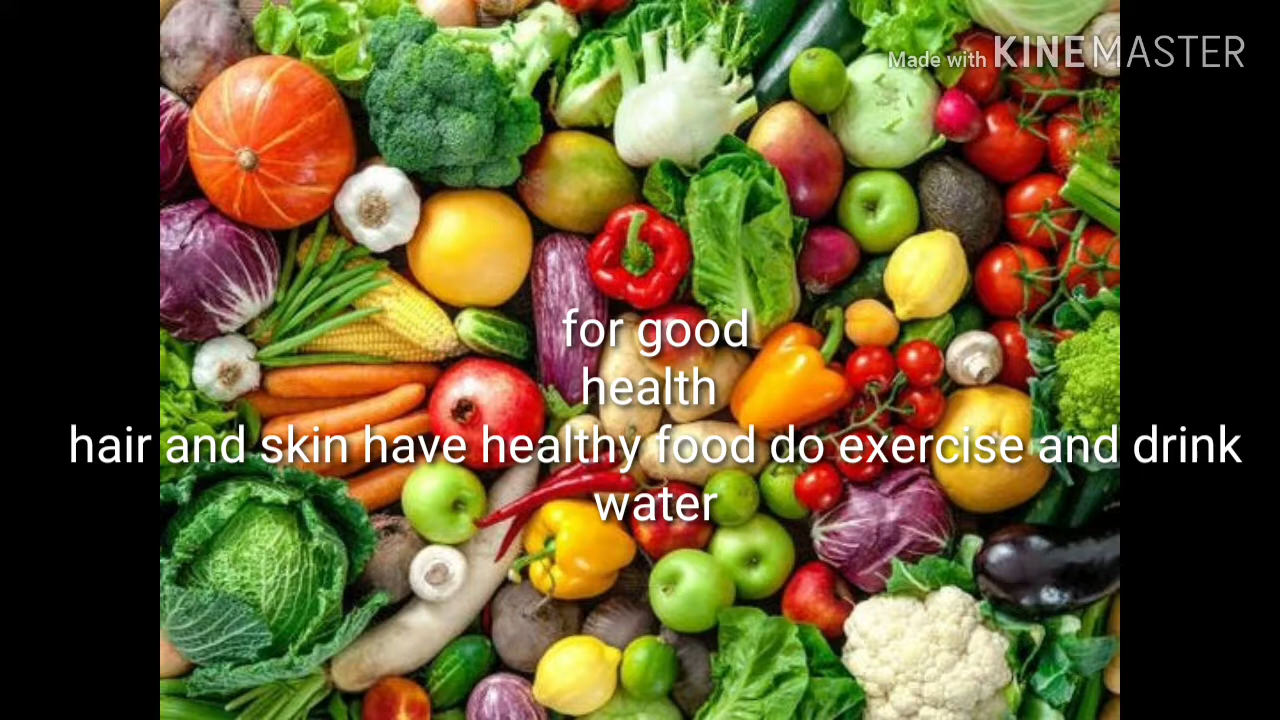 Made with KINEMASTER
for good
health
hair and skin have healthy food do exercise and drink
water